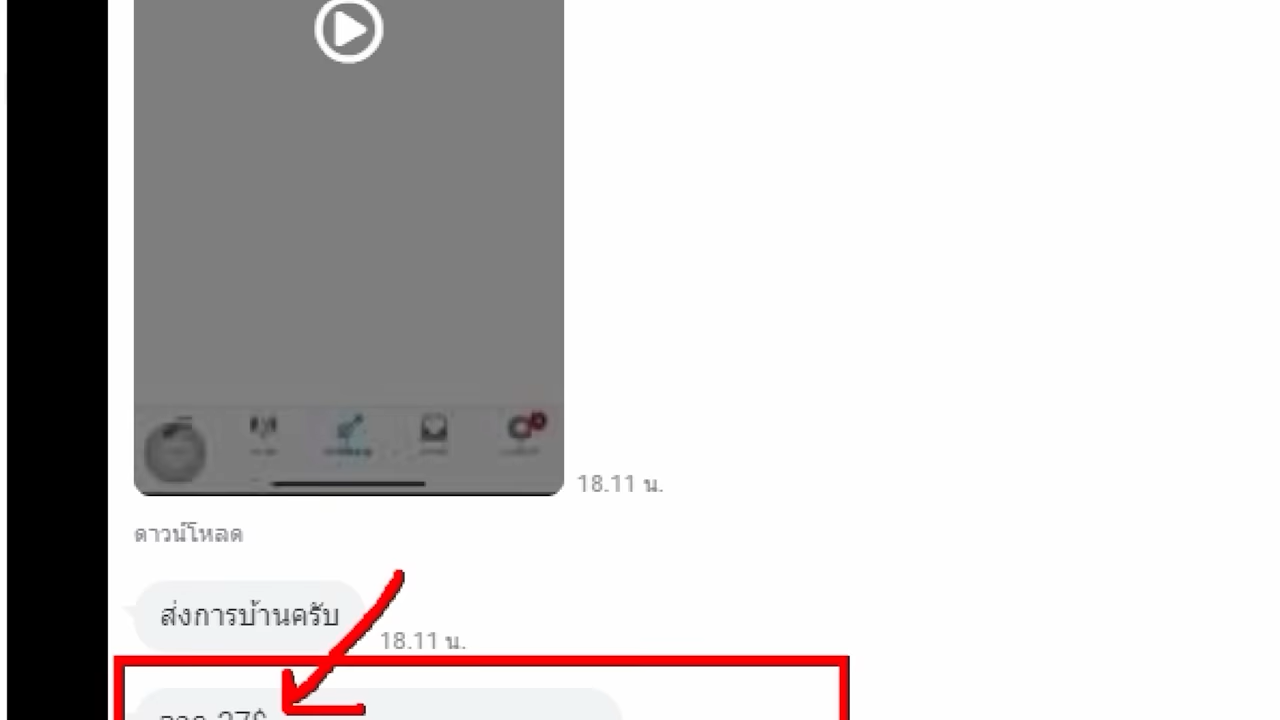 18.11 น.
ดาวน์โหลด
ส่งการบ้านครับ
18.11 น.